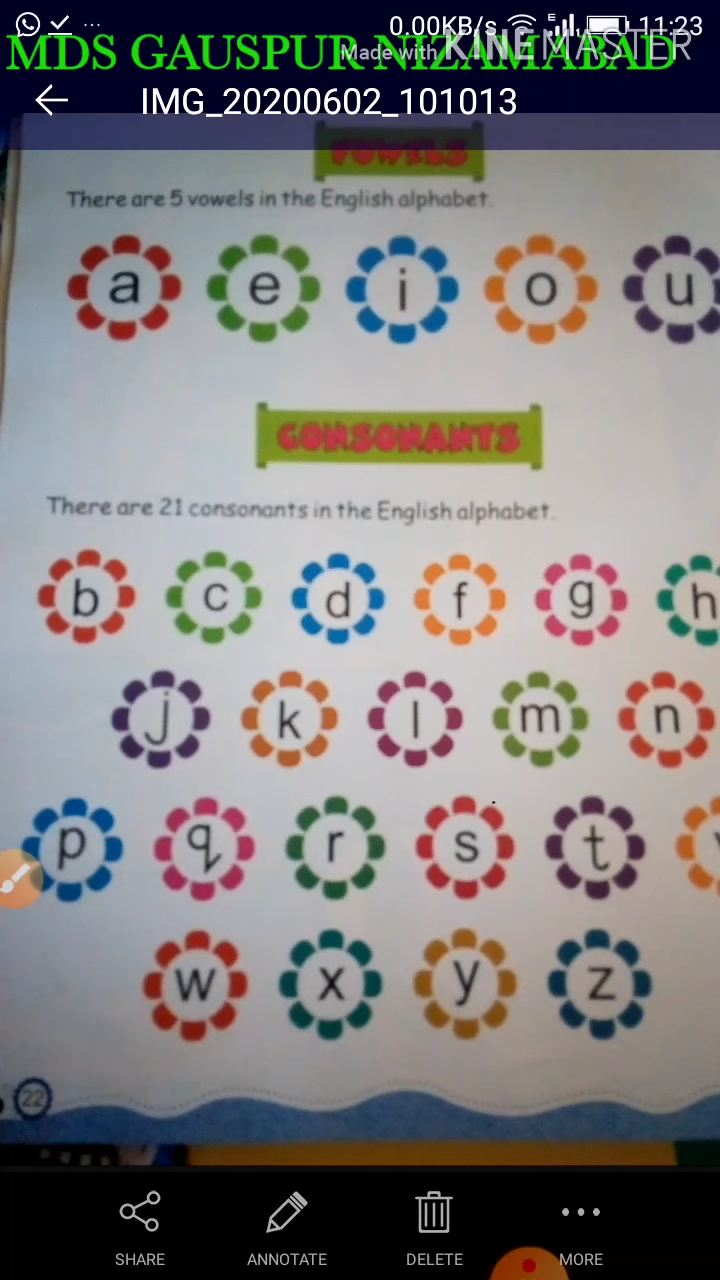 ... 0.00KB/s E 11:23
MDS GAUSPUR NIZAMABAD
Made with KINEMASTER
IMG_20200602_101013
VOWELS
There are 5 vowels in the English alphabet.
a e i o u
CONSONANTS
There are 21 consonants in the English alphabet.
b c d f g h
j k l m n
p q r s t
w x y z
22
SHARE ANNOTATE DELETE MORE